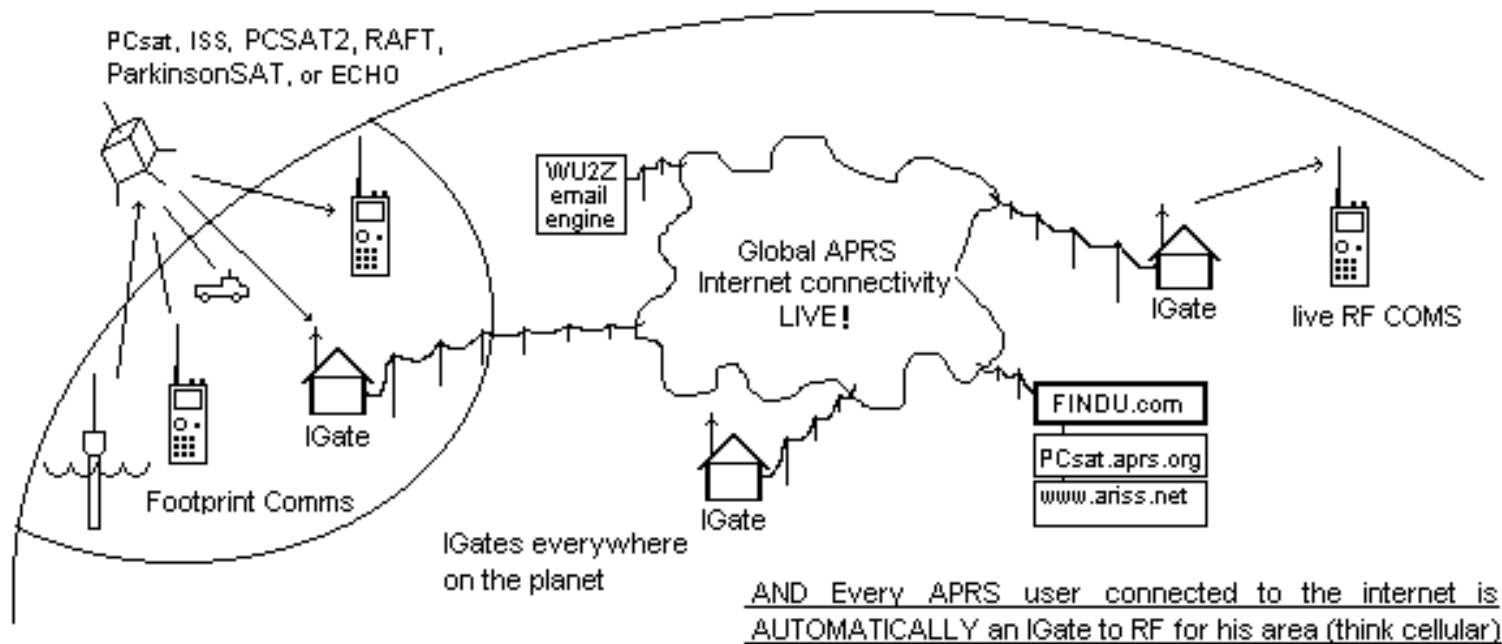 PCsat, ISS, PCSAT2, RAFT,
ParkinsonSAT, or ECHO
WU2Z
email
engine
Global APRS
Internet connectivity
LIVE!
IGate
live RF COMS
IGate
FINDU.com
PCsat.aprs.org
www.ariss.net
Footprint Comms
IGate
IGates everywhere
on the planet
AND Every APRS user connected to the internet is
AUTOMATICALLY an IGate to RF for his area (think cellular)